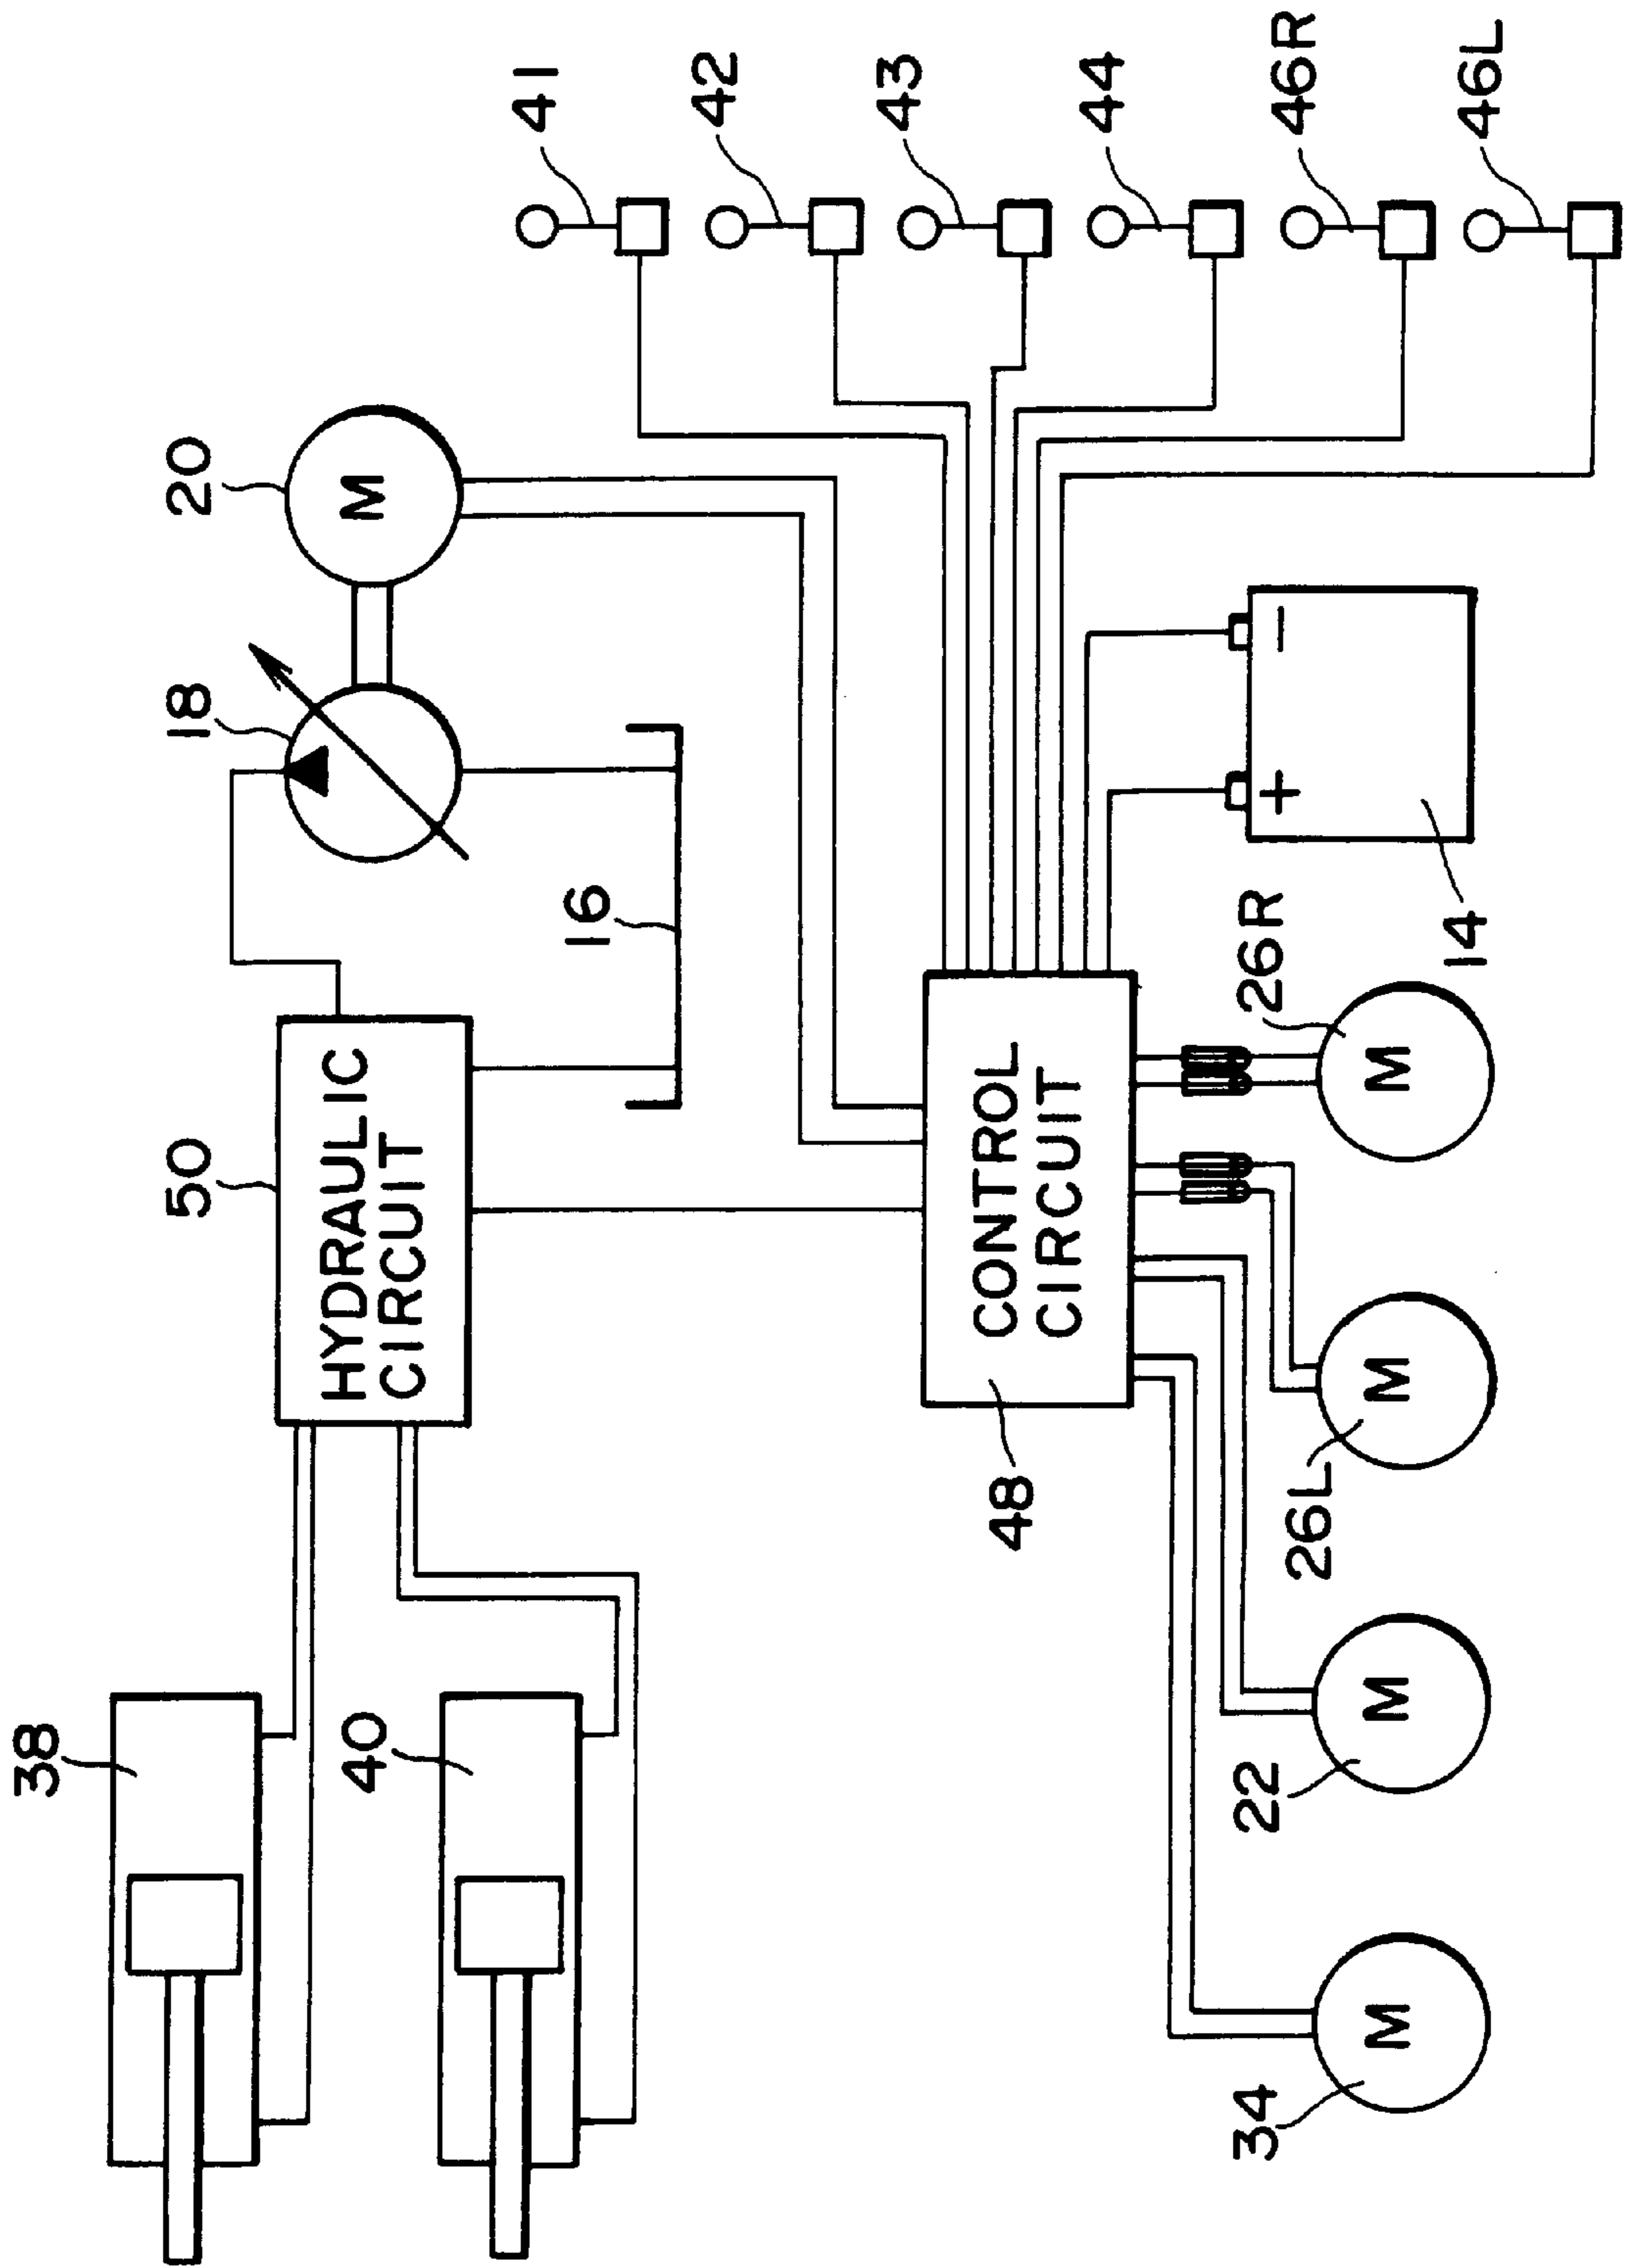 38
40
50
HYDRAULIC
CIRCUIT
18
20
M
16
41
42
43
44
46R
46L
48
CONTROL
CIRCUIT
+
−
14
34
M
22
M
26L
M
26R
M